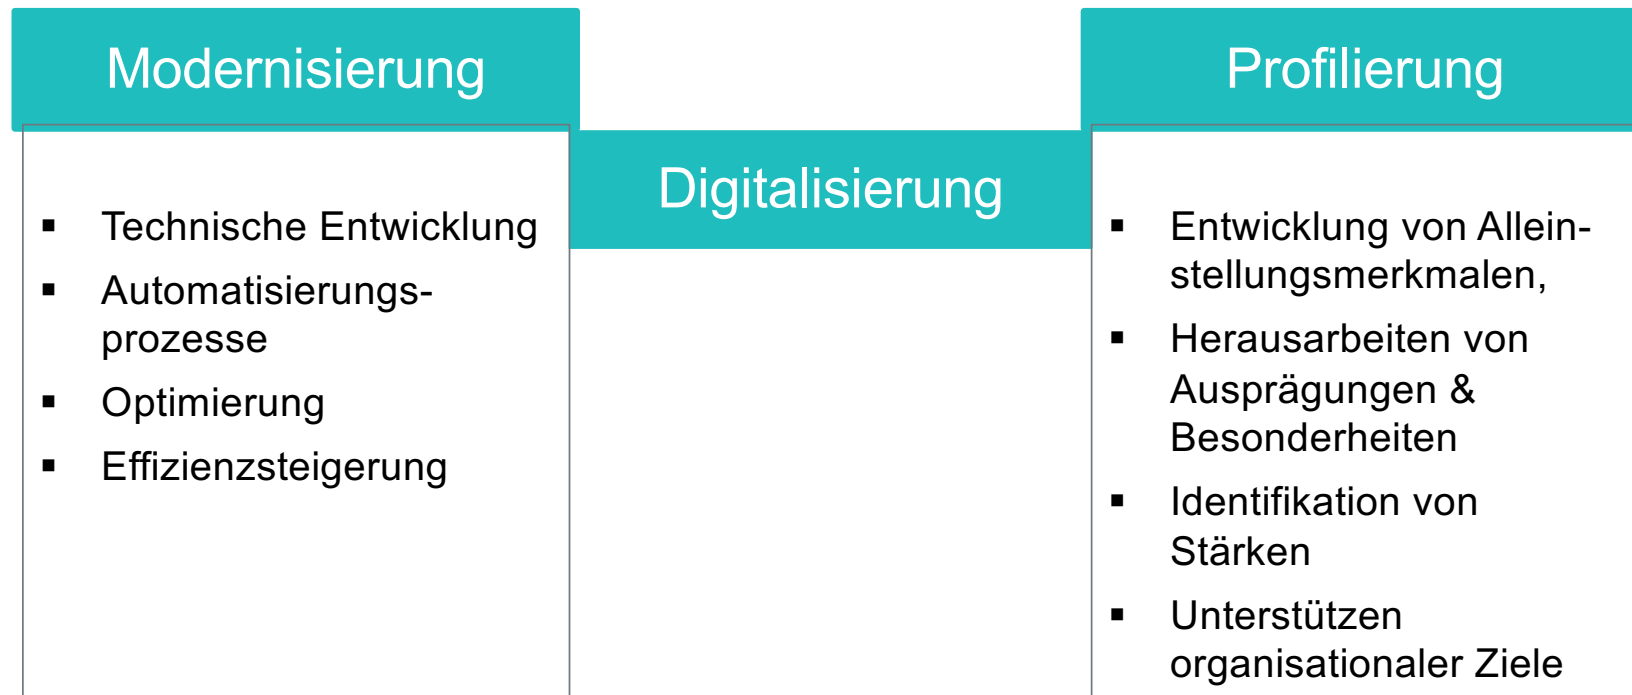 Modernisierung
▪ Technische Entwicklung
▪ Automatisierungs-
prozesse
▪ Optimierung
▪ Effizienzsteigerung
Digitalisierung
Profilierung
▪ Entwicklung von Allein-
stellungsmerkmalen,
▪ Herausarbeiten von
Ausprägungen &
Besonderheiten
▪ Identifikation von
Stärken
▪ Unterstützen
organisationaler Ziele